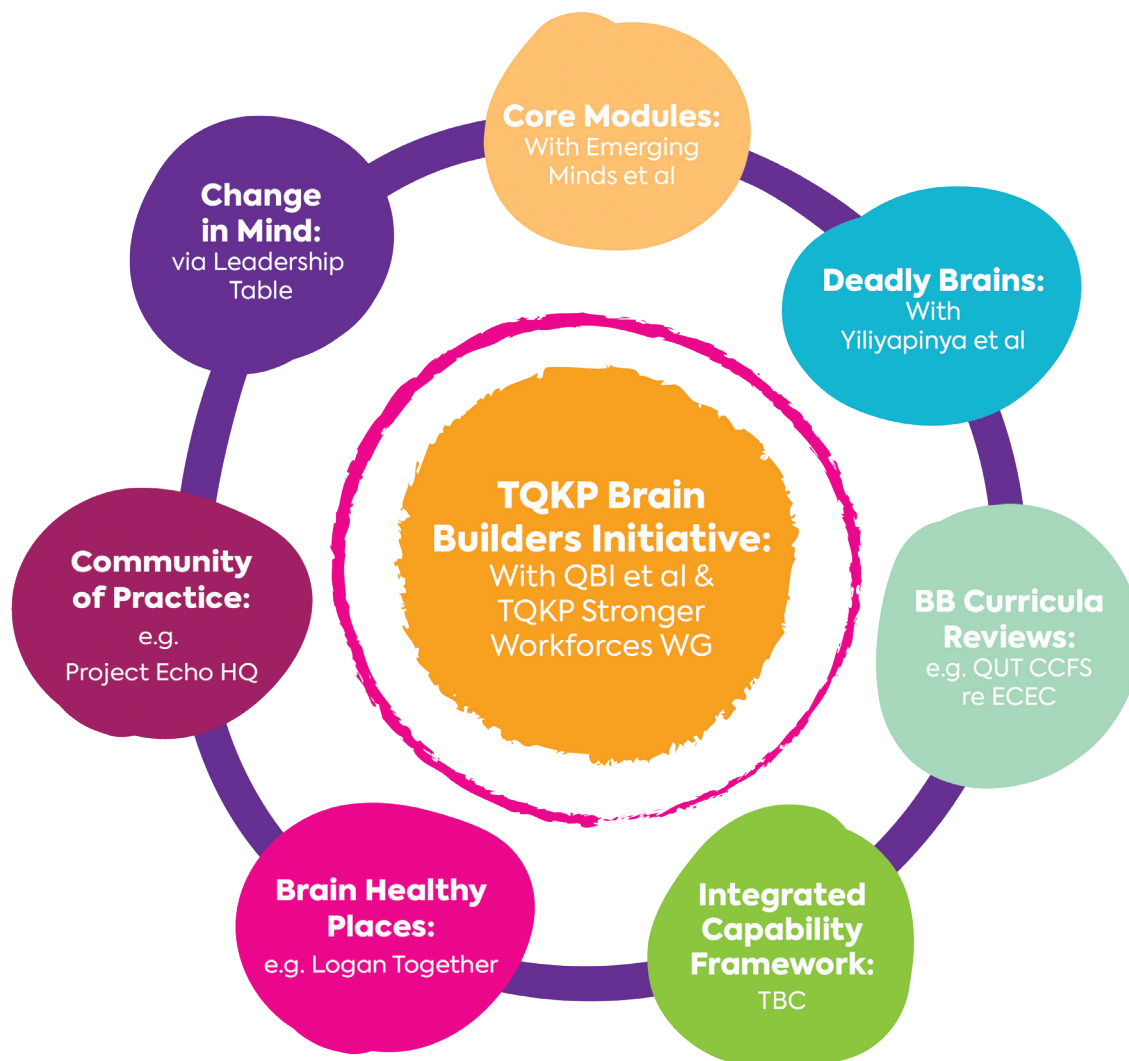 Core Modules:
With Emerging
Minds et al
Deadly Brains:
With
Yiliyapinya et al
BB Curricula
Reviews:
e.g. QUT CCFS
re ECEC
Integrated
Capability
Framework:
TBC
Brain Healthy
Places:
e.g. Logan Together
Community
of Practice:
e.g.
Project Echo HQ
Change
in Mind:
via Leadership
Table
TQKP Brain
Builders Initiative:
With QBI et al &
TQKP Stronger
Workforces WG